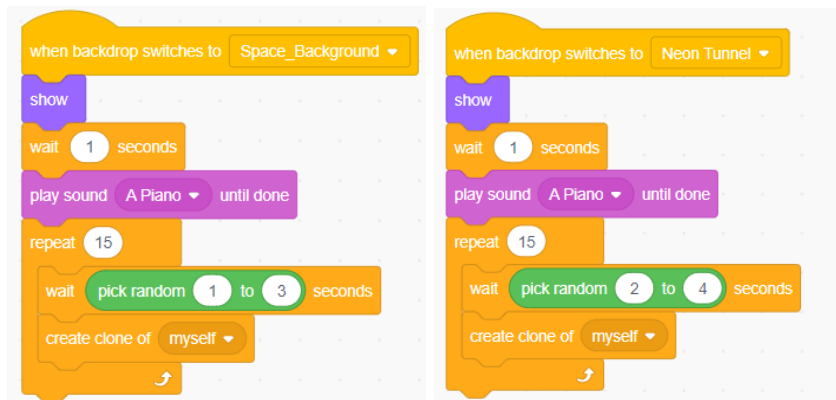 when backdrop switches to Space_Background
show
wait 1 seconds
play sound A Piano until done
repeat 15
wait pick random 1 to 3 seconds
create clone of myself
when backdrop switches to Neon Tunnel
show
wait 1 seconds
play sound A Piano until done
repeat 15
wait pick random 2 to 4 seconds
create clone of myself